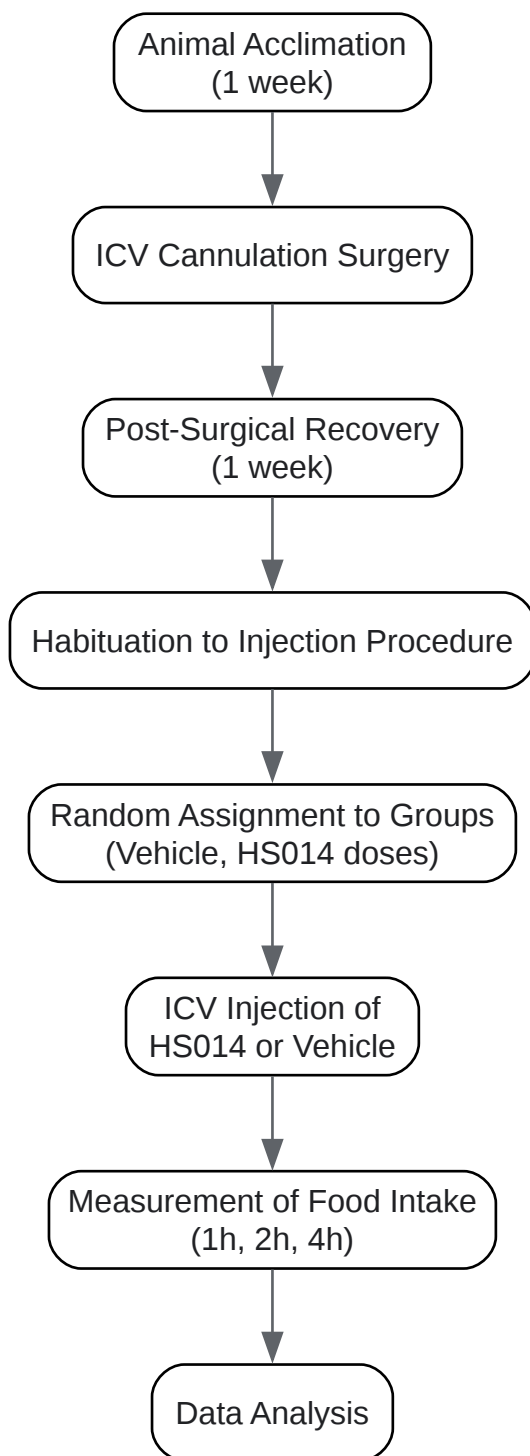 Animal Acclimation
(1 week)
ICV Cannulation Surgery
Post-Surgical Recovery
(1 week)
Habituation to Injection Procedure
Random Assignment to Groups
(Vehicle, HS014 doses)
ICV Injection of
HS014 or Vehicle
Measurement of Food Intake
(1h, 2h, 4h)
Data Analysis